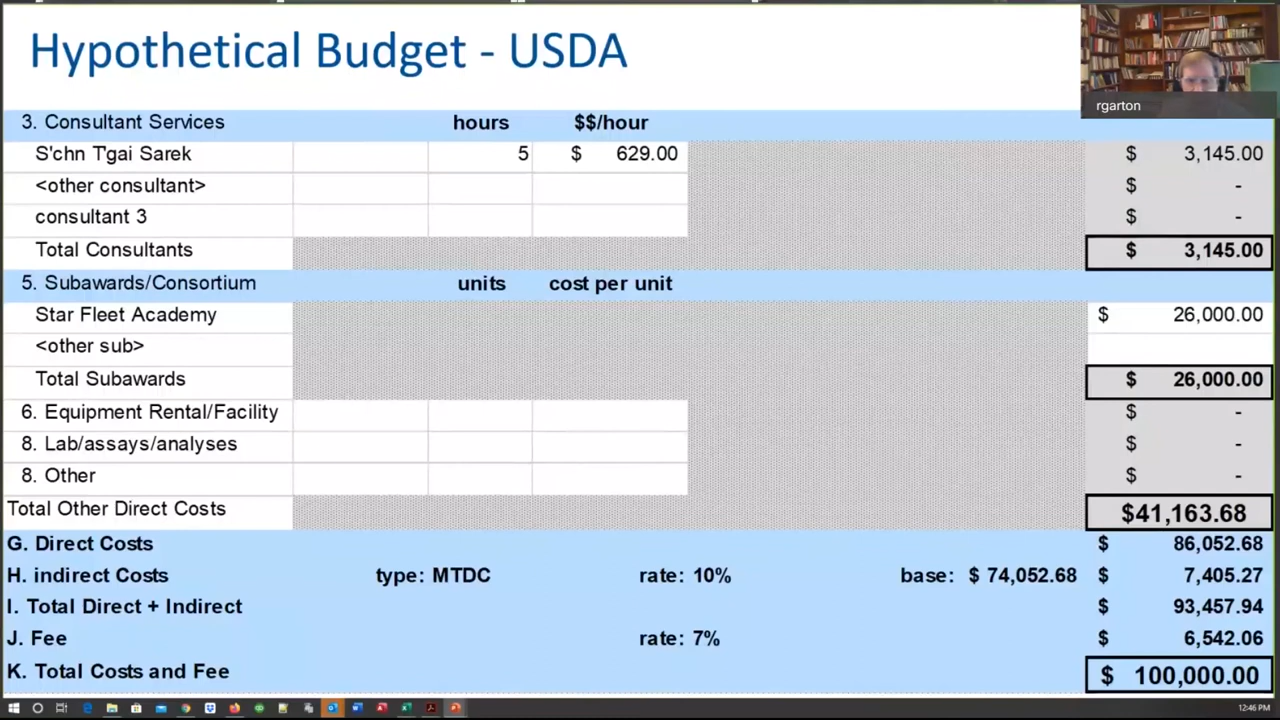 Hypothetical Budget - USDA
rgarton
3. Consultant Services hours $$/hour
S'chn T'gai Sarek 5 $ 629.00 $ 3,145.00
<other consultant> $ -
consultant 3 $ -
Total Consultants $ 3,145.00
5. Subawards/Consortium units cost per unit
Star Fleet Academy $ 26,000.00
<other sub>
Total Subawards $ 26,000.00
6. Equipment Rental/Facility $ -
8. Lab/assays/analyses $ -
8. Other $ -
Total Other Direct Costs $41,163.68
G. Direct Costs $ 86,052.68
H. indirect Costs type: MTDC rate: 10% base: $ 74,052.68 $ 7,405.27
I. Total Direct + Indirect $ 93,457.94
J. Fee rate: 7% $ 6,542.06
K. Total Costs and Fee $ 100,000.00
12:46 PM